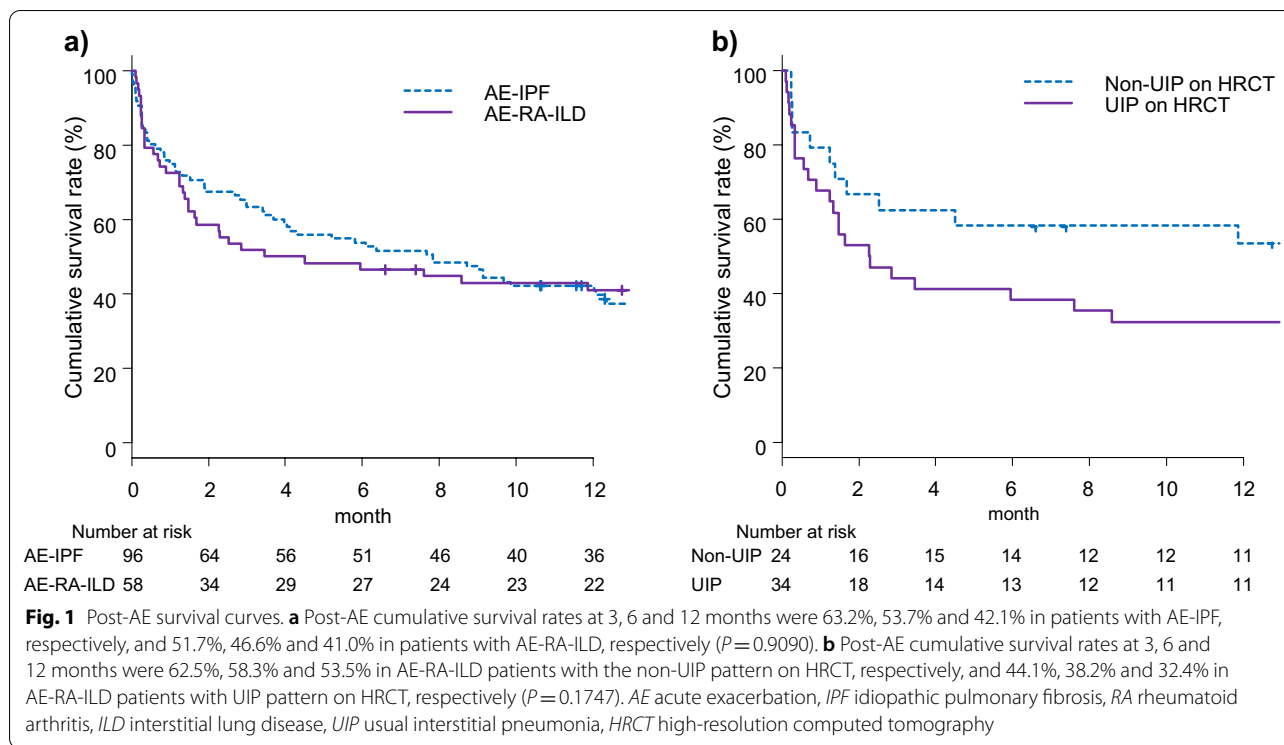 a)
100
80
60
40
20
0
Cumulative survival rate (%)
AE-IPF
AE-RA-ILD
0 2 4 6 8 10 12
month
Number at risk
AE-IPF 96 64 56 51 46 40 36
AE-RA-ILD 58 34 29 27 24 23 22
b)
100
80
60
40
20
0
Cumulative survival rate (%)
Non-UIP on HRCT
UIP on HRCT
0 2 4 6 8 10 12
month
Number at risk
Non-UIP 24 16 15 14 12 12 11
UIP 34 18 14 13 12 11 11
Fig. 1 Post-AE survival curves. a Post-AE cumulative survival rates at 3, 6 and 12 months were 63.2%, 53.7% and 42.1% in patients with AE-IPF,
respectively, and 51.7%, 46.6% and 41.0% in patients with AE-RA-ILD, respectively (P = 0.9090). b Post-AE cumulative survival rates at 3, 6 and
12 months were 62.5%, 58.3% and 53.5% in AE-RA-ILD patients with the non-UIP pattern on HRCT, respectively, and 44.1%, 38.2% and 32.4% in
AE-RA-ILD patients with UIP pattern on HRCT, respectively (P = 0.1747). AE acute exacerbation, IPF idiopathic pulmonary fibrosis, RA rheumatoid
arthritis, ILD interstitial lung disease, UIP usual interstitial pneumonia, HRCT high-resolution computed tomography